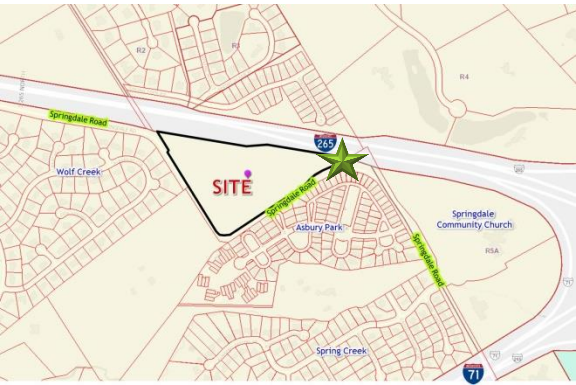 R2
R1
R4
Springdale Road
265
Wolf Creek
SITE
Springdale Road
Asbury Park
Springdale
Community Church
R5A
Springdale Road
71
Spring Creek
71